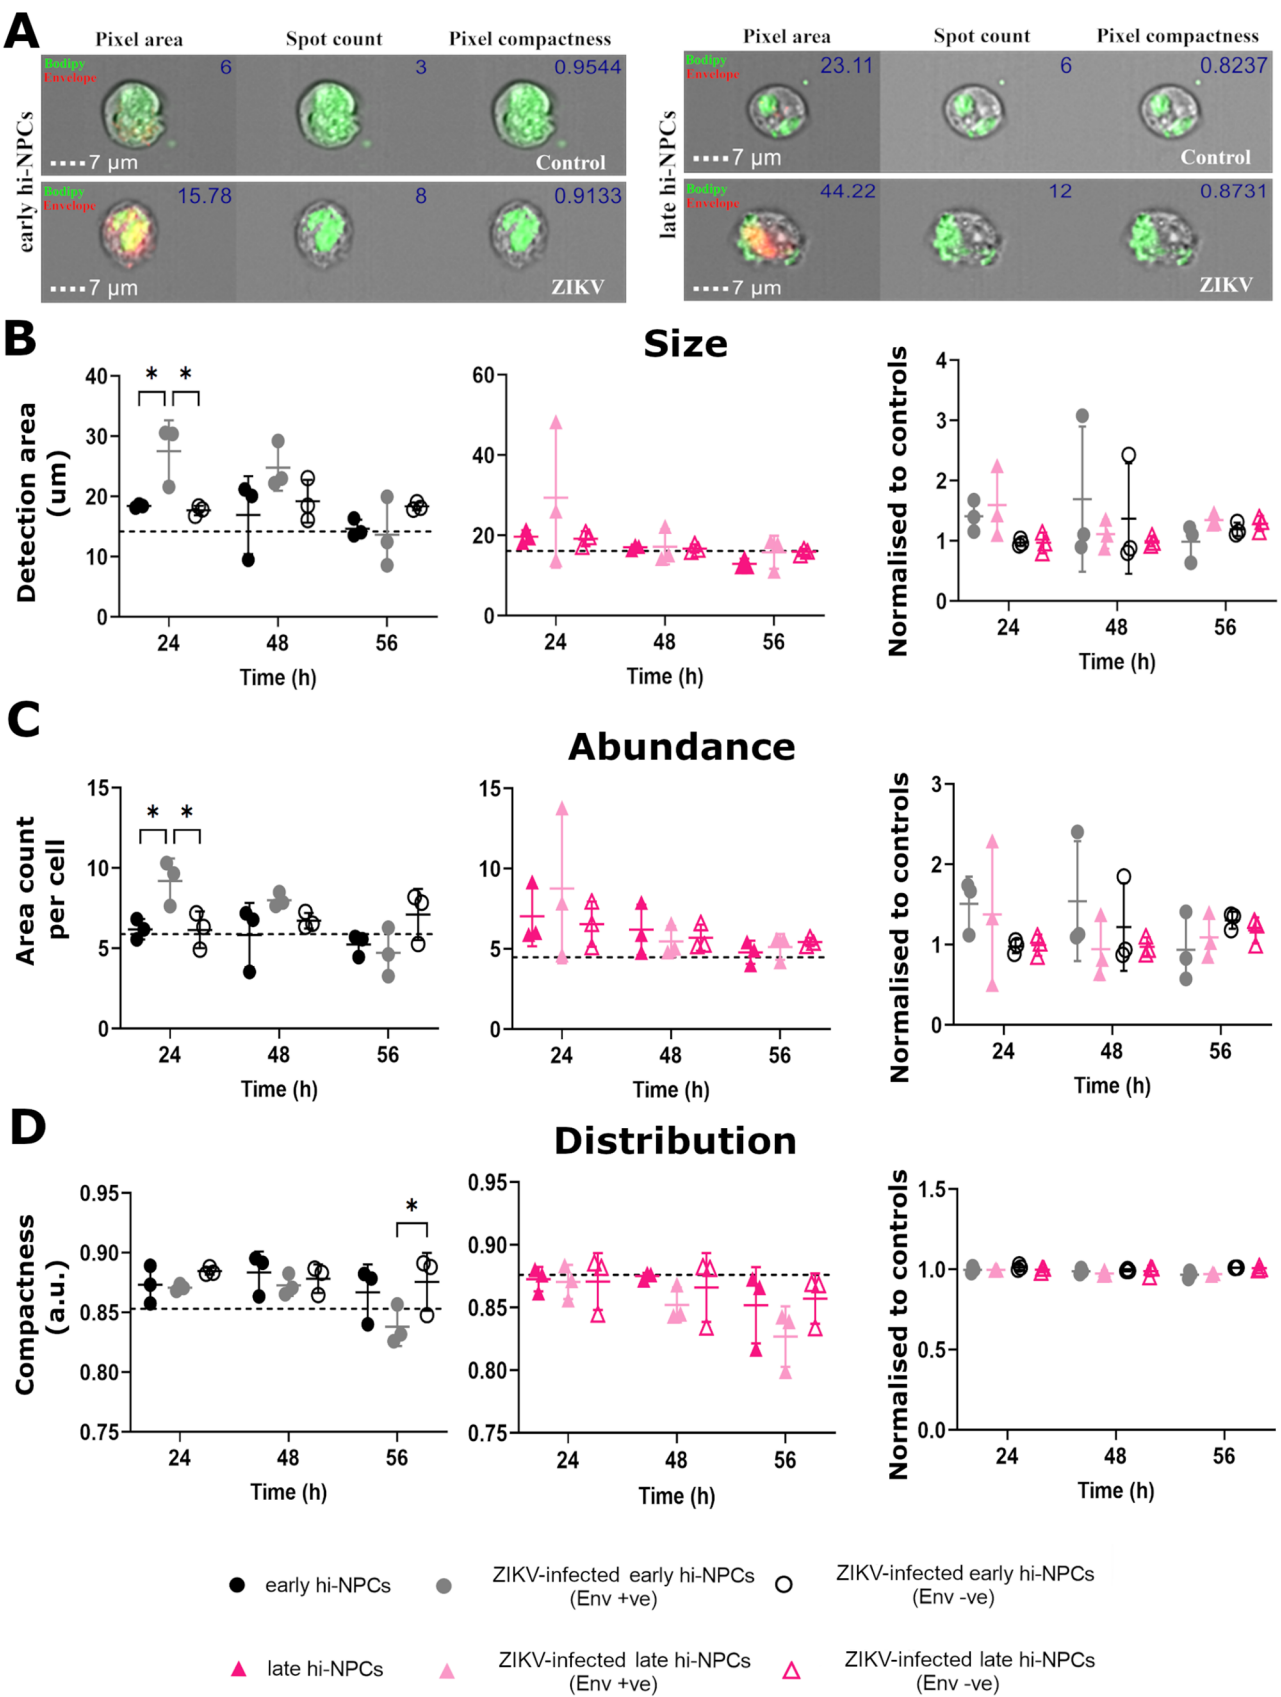 A
Pixel area Spot count Pixel compactness
early hi-NPCs
Bodipy
Envelope
6 3 0.9544
7 µm
Control
Bodipy
Envelope
15.78 8 0.9133
7 µm
ZIKV
Pixel area Spot count Pixel compactness
late hi-NPCs
Bodipy
Envelope
23.11 6 0.8237
7 µm
Control
Bodipy
Envelope
44.22 12 0.8731
7 µm
ZIKV
B
Size
Detection area
(um)
40
30
20
10
0
* *
24 48 56
Time (h)
60
40
20
0
24 48 56
Time (h)
Normalised to controls
4
3
2
1
0
24 48 56
Time (h)
C
Abundance
Area count
per cell
15
10
5
0
* *
24 48 56
Time (h)
15
10
5
0
24 48 56
Time (h)
Normalised to controls
3
2
1
0
24 48 56
Time (h)
D
Distribution
Compactness
(a.u.)
0.95
0.90
0.85
0.80
0.75
*
24 48 56
Time (h)
0.95
0.90
0.85
0.80
0.75
24 48 56
Time (h)
Normalised to controls
1.5
1.0
0.5
0.0
24 48 56
Time (h)
early hi-NPCs
ZIKV-infected early hi-NPCs
(Env +ve)
ZIKV-infected early hi-NPCs
(Env -ve)
late hi-NPCs
ZIKV-infected late hi-NPCs
(Env +ve)
ZIKV-infected late hi-NPCs
(Env -ve)